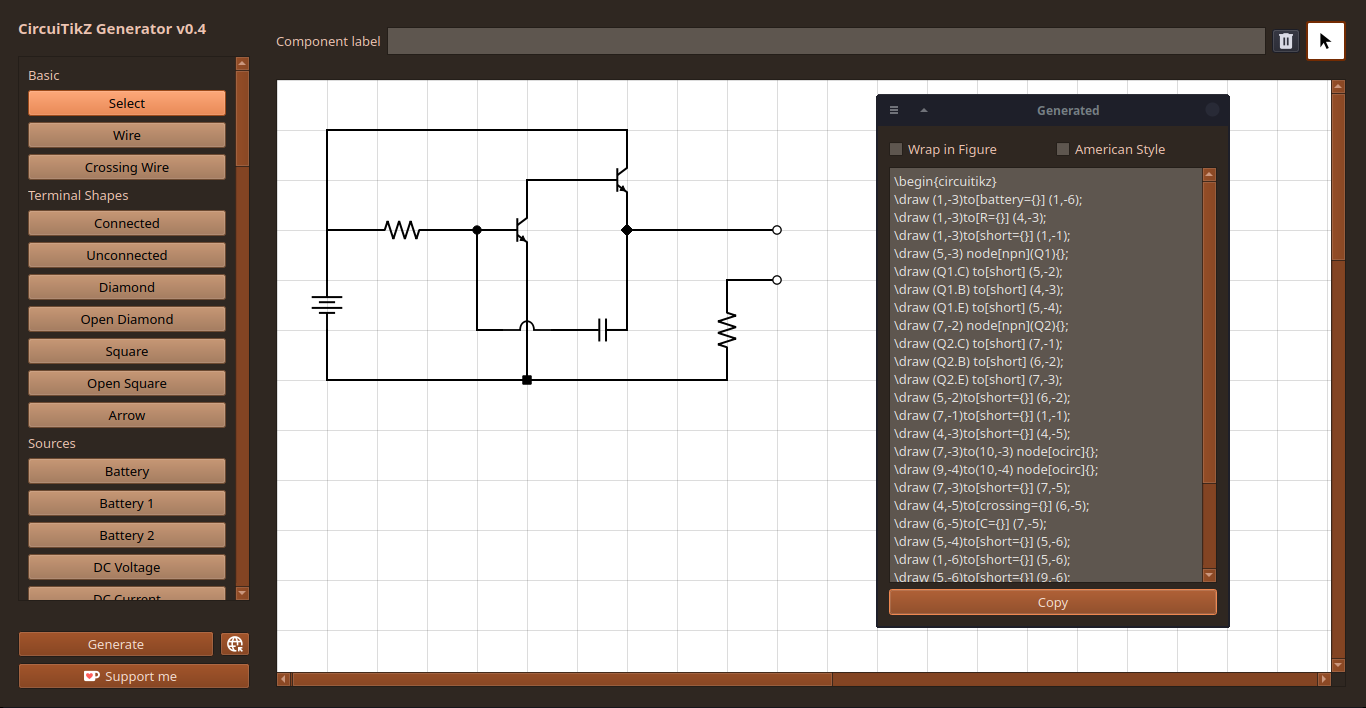 CircuiTikZ Generator v0.4
Component label
Basic
Select
Wire
Crossing Wire
Terminal Shapes
Connected
Unconnected
Diamond
Open Diamond
Square
Open Square
Arrow
Sources
Battery
Battery 1
Battery 2
DC Voltage
DC Current
Generate
Support me
Generated
Wrap in Figure
American Style
\begin{circuitikz}
\draw (1,-3)to[battery={}] (1,-6);
\draw (1,-3)to[R={}] (4,-3);
\draw (1,-3)to[short={}] (1,-1);
\draw (5,-3) node[npn](Q1){};
\draw (Q1.C) to[short] (5,-2);
\draw (Q1.B) to[short] (4,-3);
\draw (Q1.E) to[short] (5,-4);
\draw (7,-2) node[npn](Q2){};
\draw (Q2.C) to[short] (7,-1);
\draw (Q2.B) to[short] (6,-2);
\draw (Q2.E) to[short] (7,-3);
\draw (5,-2)to[short={}] (6,-2);
\draw (7,-1)to[short={}] (1,-1);
\draw (4,-3)to[short={}] (4,-5);
\draw (7,-3)to(10,-3) node[ocirc]{};
\draw (9,-4)to(10,-4) node[ocirc]{};
\draw (7,-3)to[short={}] (7,-5);
\draw (4,-5)to[crossing={}] (6,-5);
\draw (6,-5)to[C={}] (7,-5);
\draw (5,-4)to[short={}] (5,-6);
\draw (1,-6)to[short={}] (5,-6);
\draw (5,-6)to[short={}] (9,-6);
Copy